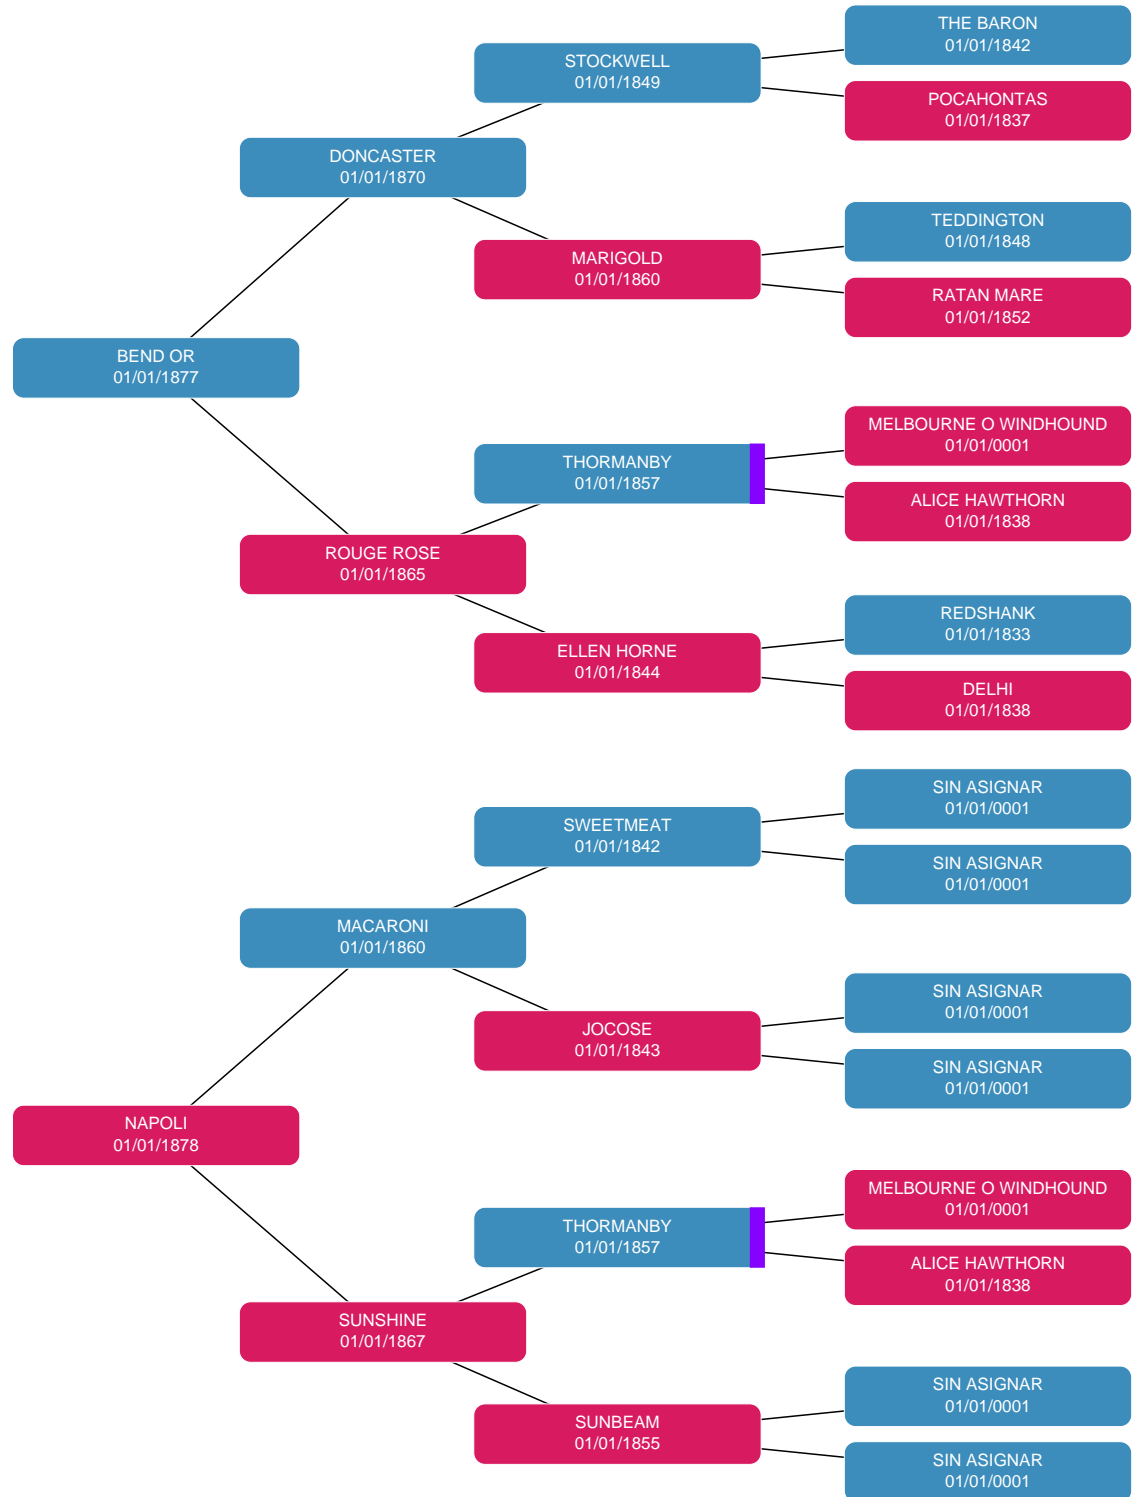 THE BARON
01/01/1842
STOCKWELL
01/01/1849
POCAHONTAS
01/01/1837
DONCASTER
01/01/1870
TEDDINGTON
01/01/1848
MARIGOLD
01/01/1860
RATAN MARE
01/01/1852
BEND OR
01/01/1877
MELBOURNE O WINDHOUND
01/01/0001
THORMANBY
01/01/1857
ALICE HAWTHORN
01/01/1838
ROUGE ROSE
01/01/1865
REDSHANK
01/01/1833
ELLEN HORNE
01/01/1844
DELHI
01/01/1838
SIN ASIGNAR
01/01/0001
SWEETMEAT
01/01/1842
SIN ASIGNAR
01/01/0001
MACARONI
01/01/1860
SIN ASIGNAR
01/01/0001
JOCOSE
01/01/1843
SIN ASIGNAR
01/01/0001
NAPOLI
01/01/1878
MELBOURNE O WINDHOUND
01/01/0001
THORMANBY
01/01/1857
ALICE HAWTHORN
01/01/1838
SUNSHINE
01/01/1867
SIN ASIGNAR
01/01/0001
SUNBEAM
01/01/1855
SIN ASIGNAR
01/01/0001